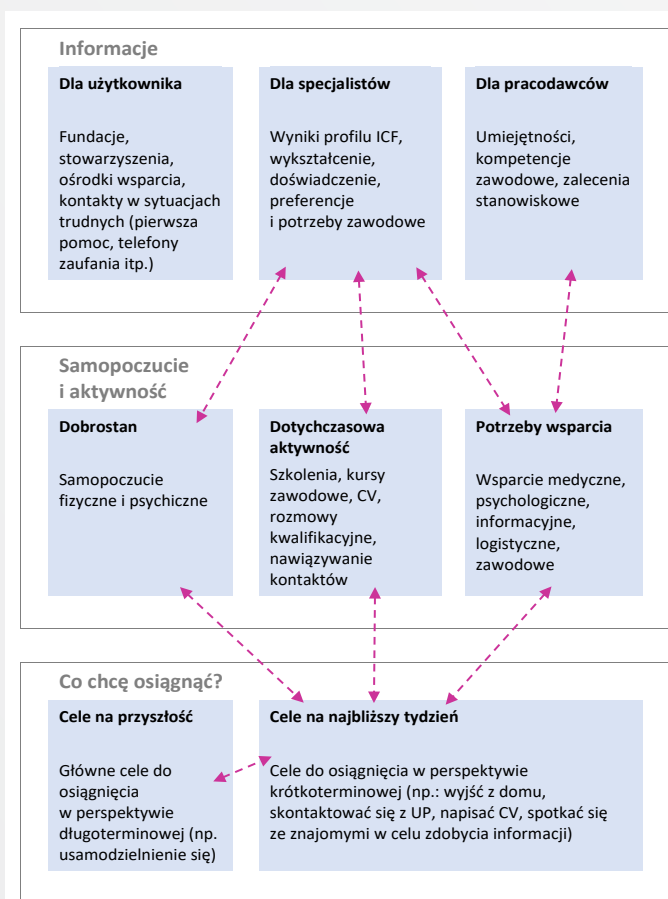 Informacje
Dla użytkownika
Fundacje,
stowarzyszenia,
ośrodki wsparcia,
kontakty w sytuacjach
trudnych (pierwsza
pomoc, telefony
zaufania itp.)
Dla specjalistów
Wyniki profilu ICF,
wykształcenie,
doświadczenie,
preferencje
i potrzeby zawodowe
Dla pracodawców
Umiejętności,
kompetencje
zawodowe, zalecenia
stanowiskowe
Samopoczucie
i aktywność
Dobrostan
Samopoczucie
fizyczne i psychiczne
Dotychczasowa
aktywność
Szkolenia, kursy
zawodowe, CV,
rozmowy
kwalifikacyjne,
nawiązywanie
kontaktów
Potrzeby wsparcia
Wsparcie medyczne,
psychologiczne,
informacyjne,
logistyczne,
zawodowe
Co chcę osiągnąć?
Cele na przyszłość
Główne cele do
osiągnięcia
w perspektywie
długoterminowej (np.
usamodzielnienie się)
Cele na najbliższy tydzień
Cele do osiągnięcia w perspektywie
krótkoterminowej (np.: wyjść z domu,
skontaktować się z UP, napisać CV, spotkać się
ze znajomymi w celu zdobycia informacji)